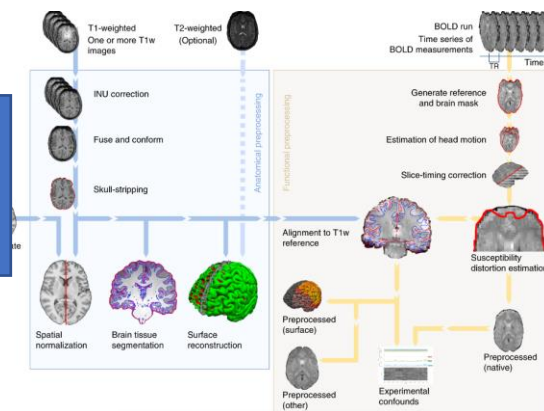 T1-weighted
One or more T1w
images
T2-weighted
(Optional)
BOLD run
Time series of
BOLD measurements
TR
Time
INU correction
Fuse and conform
Skull-stripping
Anatomical preprocessing
Functional preprocessing
Generate reference
and brain mask
Estimation of head motion
Slice-timing correction
Alignment to T1w
reference
Susceptibility
distortion estimation
Spatial
normalization
Brain tissue
segmentation
Surface
reconstruction
Preprocessed
(surface)
Preprocessed
(other)
Experimental
confounds
Preprocessed
(native)